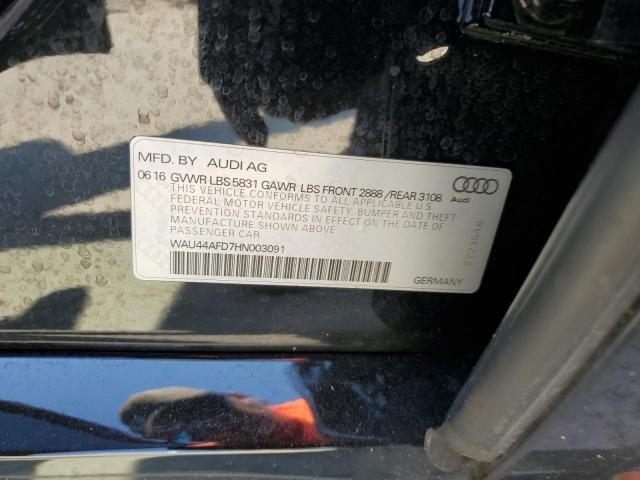 MFD. BY AUDI AG
06 16 GVWR LBS 5831 GAWR LBS FRONT 2888 /REAR 3108
THIS VEHICLE CONFORMS TO ALL APPLICABLE U.S.
FEDERAL MOTOR VEHICLE SAFETY, BUMPER AND THEFT
PREVENTION STANDARDS IN EFFECT ON THE DATE OF
MANUFACTURE SHOWN ABOVE.
PASSENGER CAR
Audi
WAU44AFD7HN003091
GERMANY